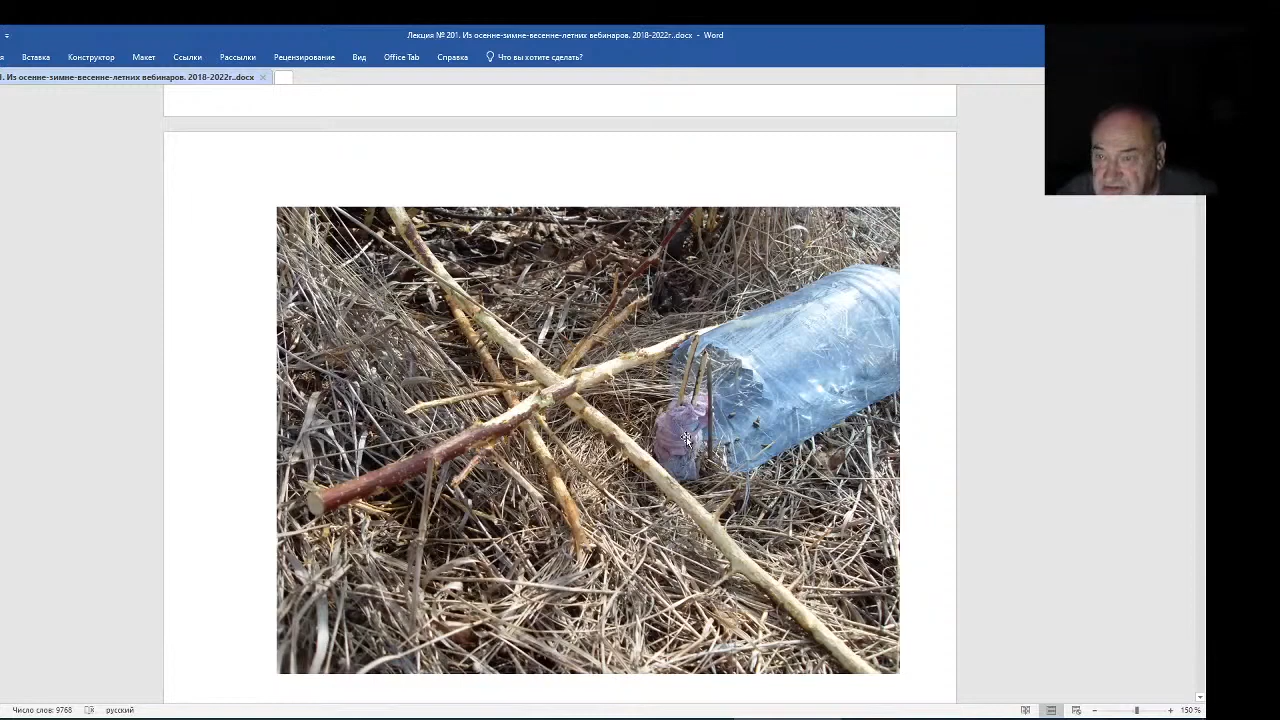 Лекция № 201. Из осенне-зимне-весенне-летних вебинаров. 2018-2022г..docx - Word
я Вставка Конструктор Макет Ссылки Рассылки Рецензирование Вид Office Tab Справка Что вы хотите сделать?
. Из осенне-зимне-весенне-летних вебинаров. 2018-2022г..docx
Число слов: 9768 русский 150 %